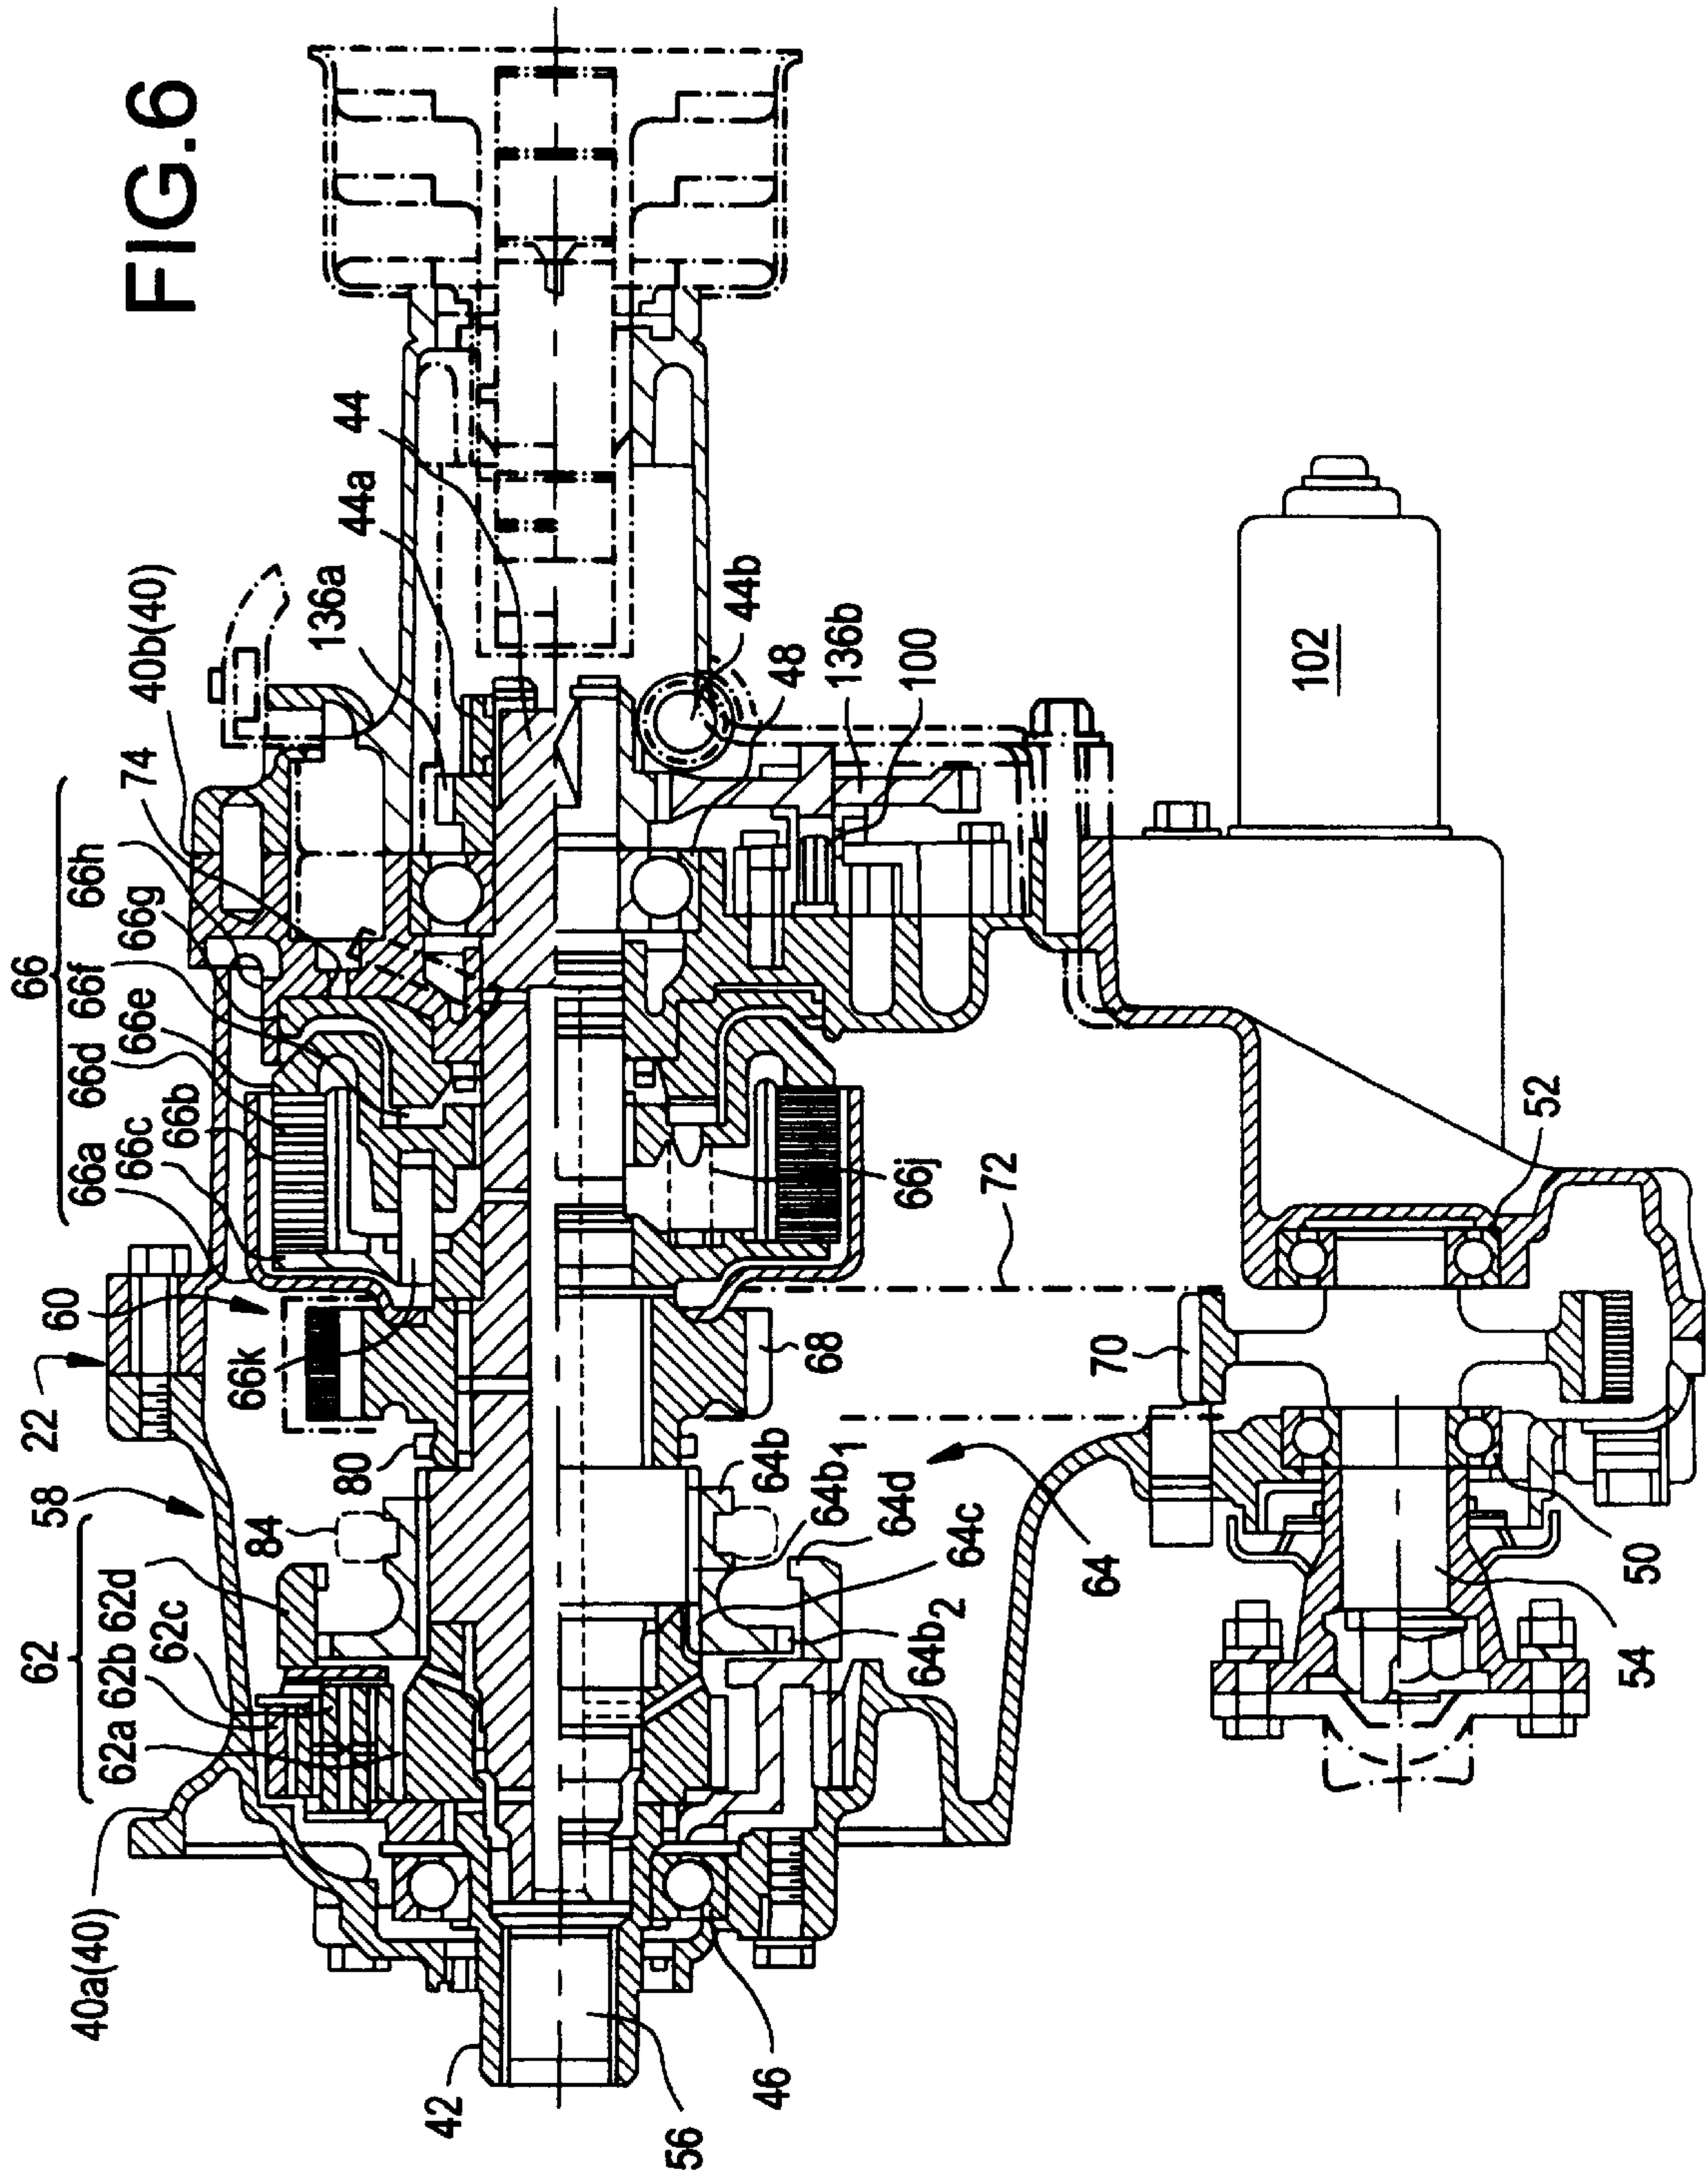 FIG.6
66
40b(40)
74
66h
66g
66f
66e
66d
66b
66c
66a
136a
44a
44
60
22
66k
58
80
84
62
62d
62c
62b
62a
40a(40)
42
56
46
64b2
64c
64d
64b1
64b
64
68
72
66j
44b
48
136b
100
102
52
70
50
54